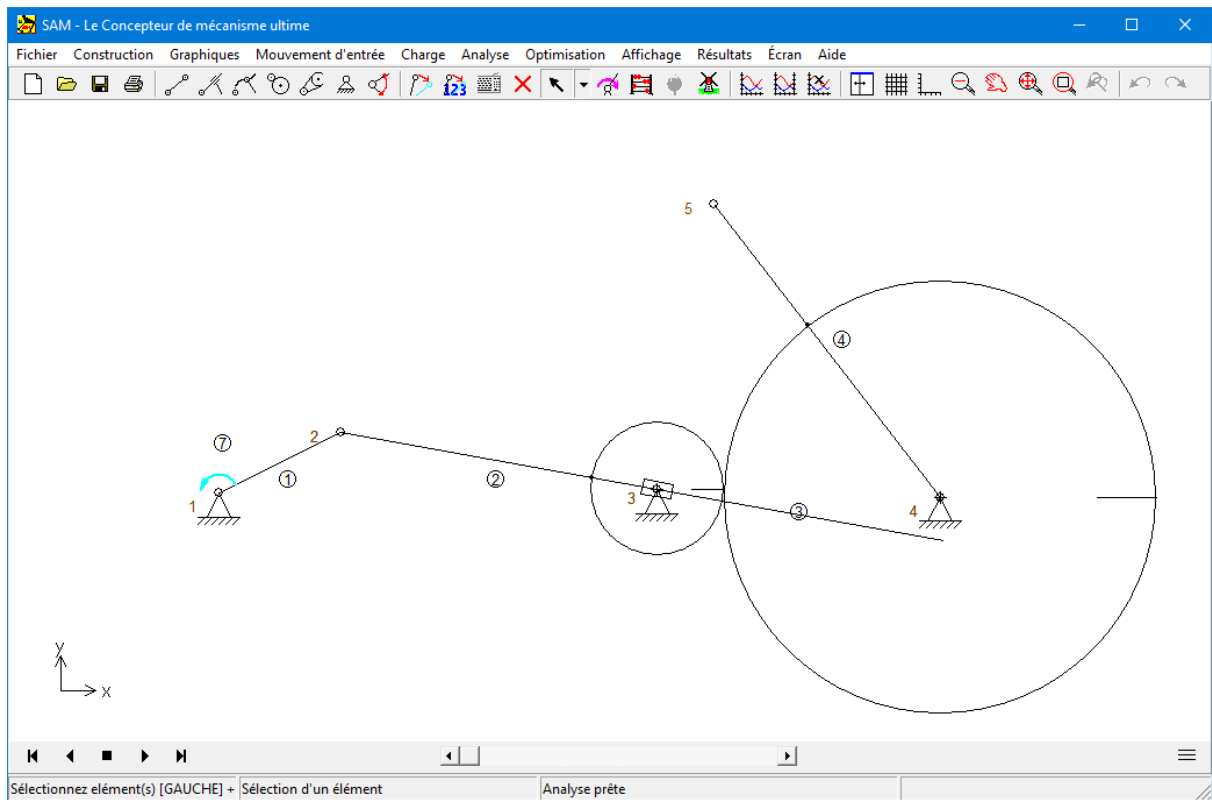 SAM - Le Concepteur de mécanisme ultime
Fichier Construction Graphiques Mouvement d'entrée Charge Analyse Optimisation Affichage Résultats Écran Aide
123
5
4
2
7
1
2
3
1
3
4
y
x
Sélectionnez elément(s) [GAUCHE] + Sélection d'un élément Analyse prête